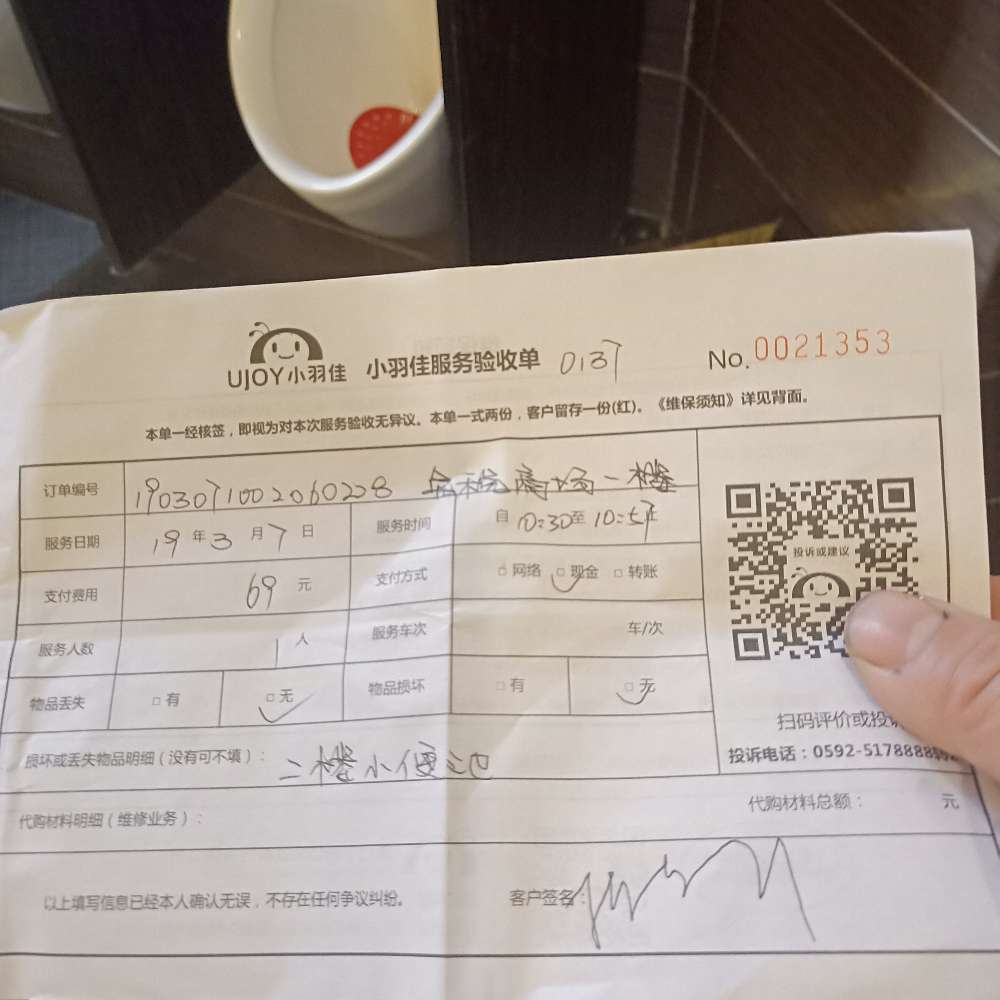 UJOY小羽佳 小羽佳服务验收单 No.0021353
本单一经核签，即视为对本次服务验收无异议。本单一式两份，客户留存一份(红)。《维保须知》详见背面。
订单编号 1903071002060228 一楼
服务日期 19年3月7日 服务时间 自10:30至10:
支付费用 69元 支付方式 □网络 □现金 □转账
服务人数 1人 服务车次 车/次
物品丢失 □有 □无 物品损坏 □有 □无
投诉或建议
扫码评价或投
投诉电话：0592-5178888
损坏或丢失物品明细（没有可不填）： 二楼小便池
代购材料明细（维修业务）： 代购材料总额： 元
以上填写信息已经本人确认无误，不存在任何争议纠纷。 客户签名：